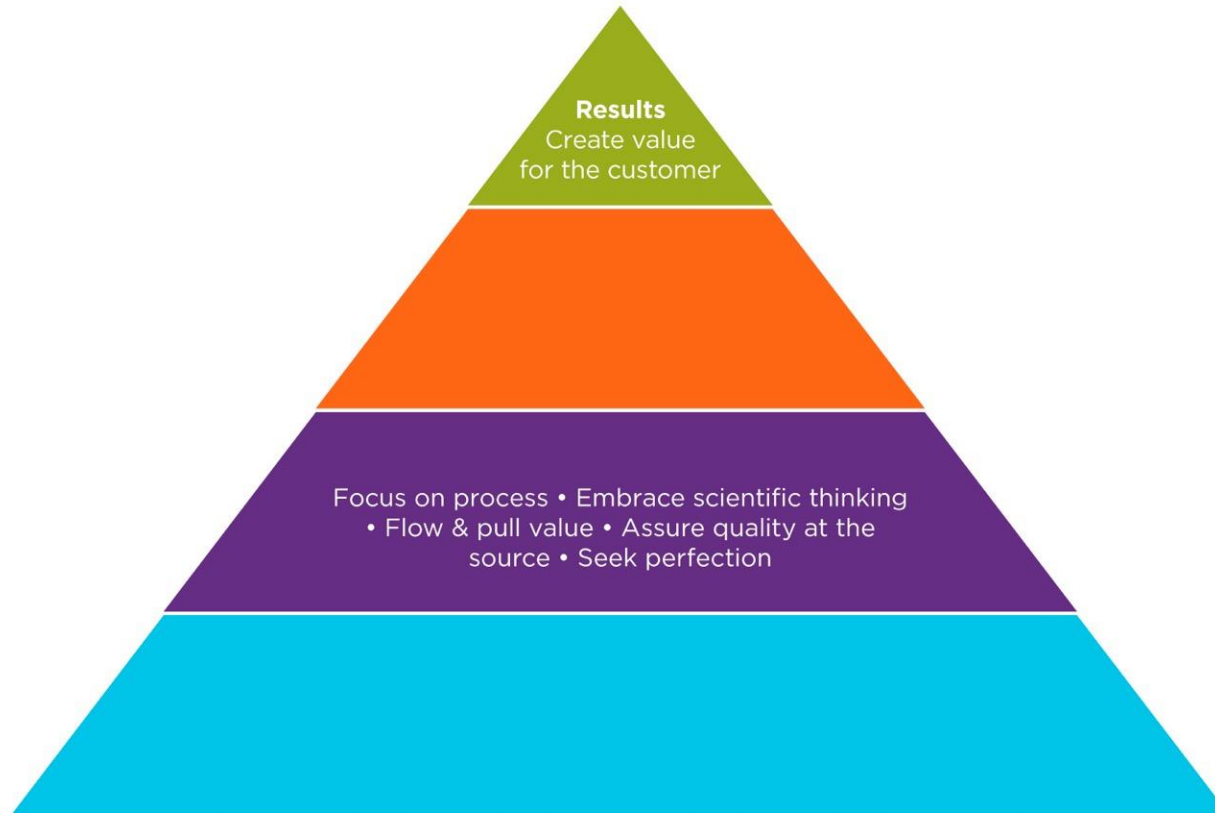 Results
Create value
for the customer
Focus on process • Embrace scientific thinking
• Flow & pull value • Assure quality at the
source • Seek perfection